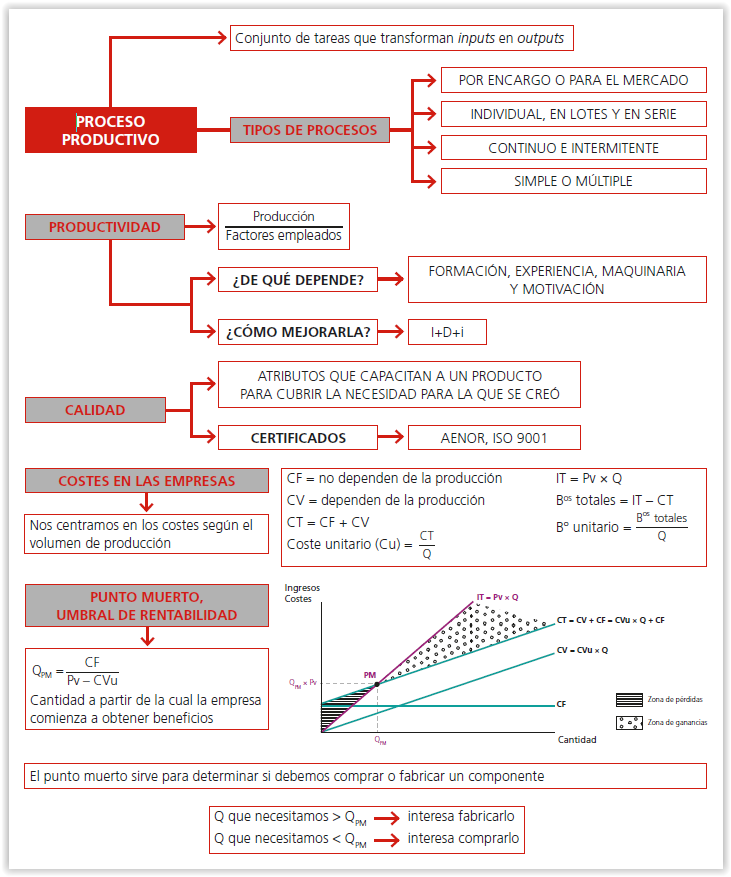 Conjunto de tareas que transforman inputs en outputs
PROCESO
PRODUCTIVO
TIPOS DE PROCESOS
POR ENCARGO O PARA EL MERCADO
INDIVIDUAL, EN LOTES Y EN SERIE
CONTINUO E INTERMITENTE
SIMPLE O MÚLTIPLE
PRODUCTIVIDAD
Producción
Factores empleados
¿DE QUÉ DEPENDE?
FORMACIÓN, EXPERIENCIA, MAQUINARIA
Y MOTIVACIÓN
¿CÓMO MEJORARLA?
I+D+i
CALIDAD
ATRIBUTOS QUE CAPACITAN A UN PRODUCTO
PARA CUBRIR LA NECESIDAD PARA LA QUE SE CREÓ
CERTIFICADOS
AENOR, ISO 9001
COSTES EN LAS EMPRESAS
Nos centramos en los costes según el
volumen de producción
CF = no dependen de la producción
CV = dependen de la producción
CT = CF + CV
Coste unitario (Cu) = CT
Q
IT = Pv × Q
Bos totales = IT – CT
Bo unitario = Bos totales
Q
PUNTO MUERTO,
UMBRAL DE RENTABILIDAD
QPM = CF
Pv – CVu
Cantidad a partir de la cual la empresa
comienza a obtener beneficios
Ingresos
Costes
IT = Pv × Q
CT = CV + CF = CVu × Q + CF
CV = CVu × Q
PM
QPM × Pv
CF
QPM
Cantidad
Zona de pérdidas
Zona de ganancias
El punto muerto sirve para determinar si debemos comprar o fabricar un componente
Q que necesitamos > QPM interesa fabricarlo
Q que necesitamos < QPM interesa comprarlo